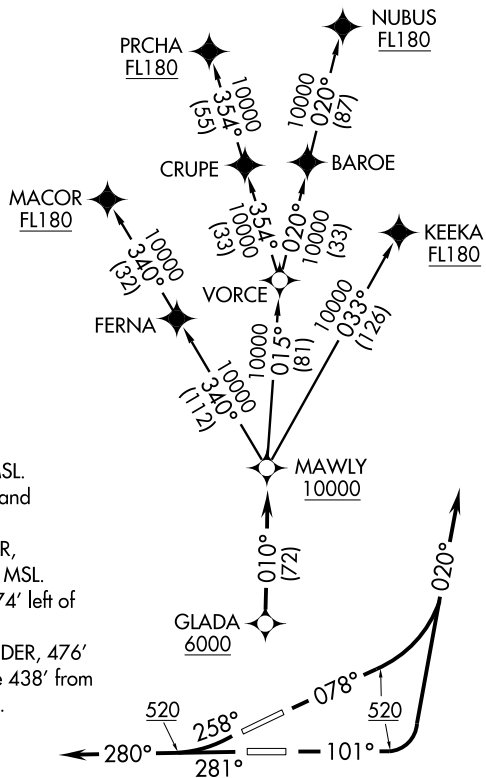 NUBUS
FL180
PRCHA
FL180
10000
354°
(55)
10000
020°
(87)
CRUPE
BAROE
MACOR
FL180
354°
10000
(33)
020°
10000
(33)
KEEKA
FL180
10000
340°
(32)
VORCE
FERNA
10000
015°
(81)
10000
033°
(126)
10000
340°
(112)
MAWLY
10000
MSL.
and
R,
MSL.
74' left of
DER, 476'
e 438' from
.
010°
(72)
GLADA
6000
020°
078°
520
520
258°
280°
281°
101°